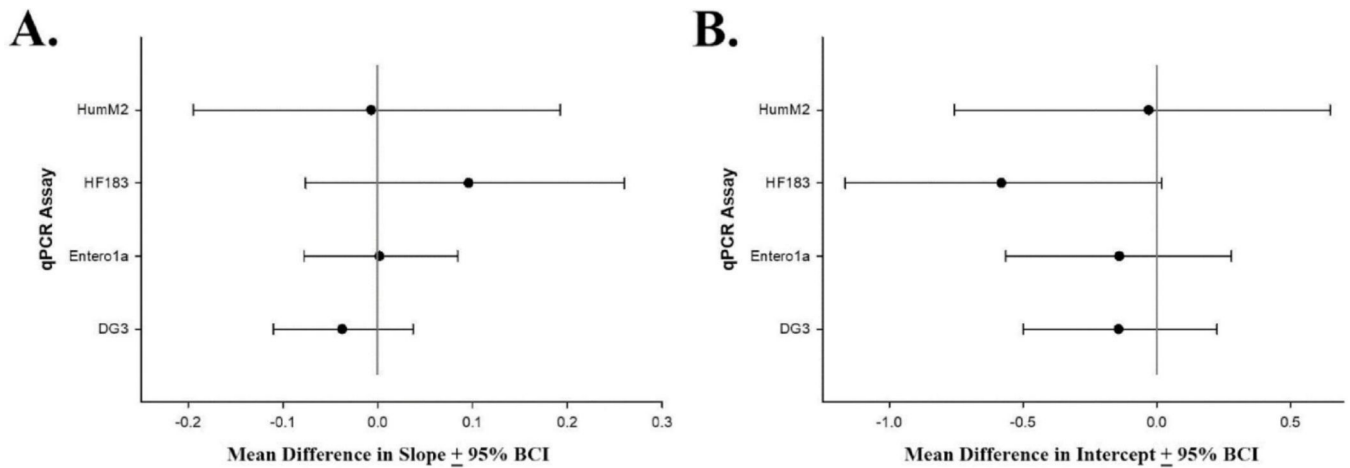 A.
qPCR Assay
HumM2
HF183
Entero1a
DG3
-0.2 -0.1 0.0 0.1 0.2 0.3
Mean Difference in Slope ± 95% BCI
B.
qPCR Assay
HumM2
HF183
Entero1a
DG3
-1.0 -0.5 0.0 0.5
Mean Difference in Intercept ± 95% BCI